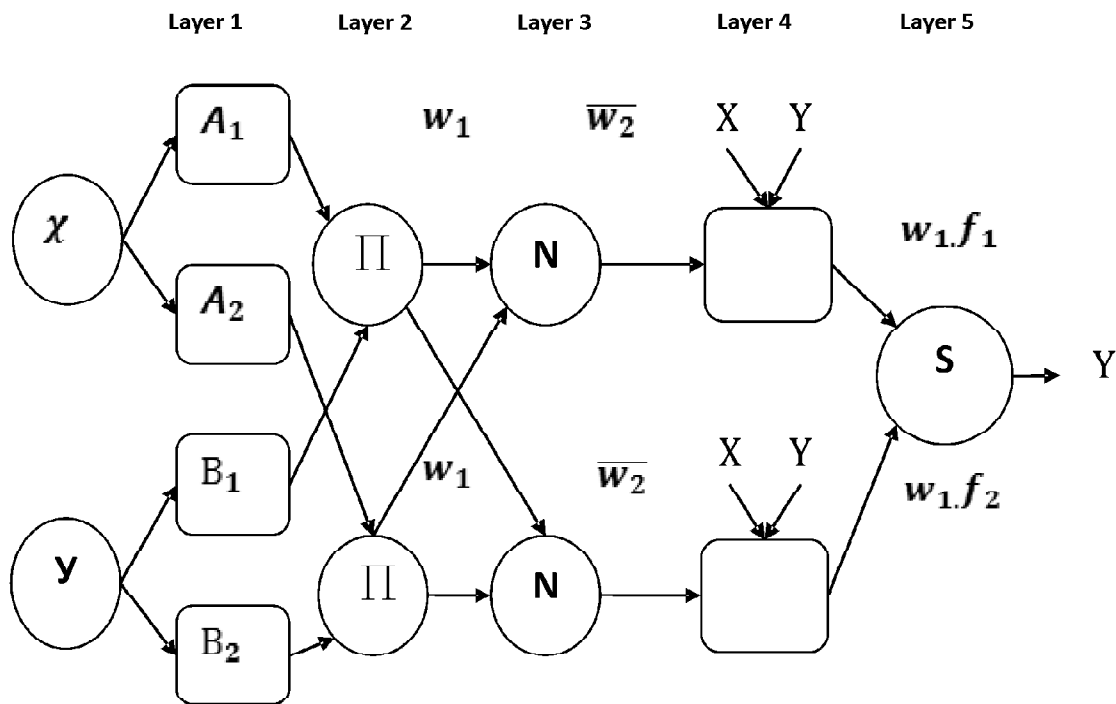 Layer 1 Layer 2 Layer 3 Layer 4 Layer 5
A₁ w₁ w̅₂ X Y
χ Π N w₁.f₁
A₂
S Y
B₁ w₁ w̅₂ X Y
w₁.f₂
y Π N
B₂